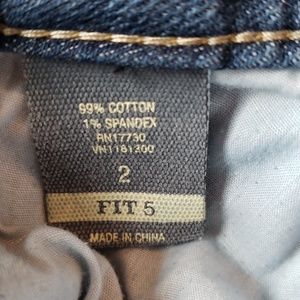 99% COTTON
1% SPANDEX
RN17730
VN1181300
2
FIT 5
MADE IN CHINA